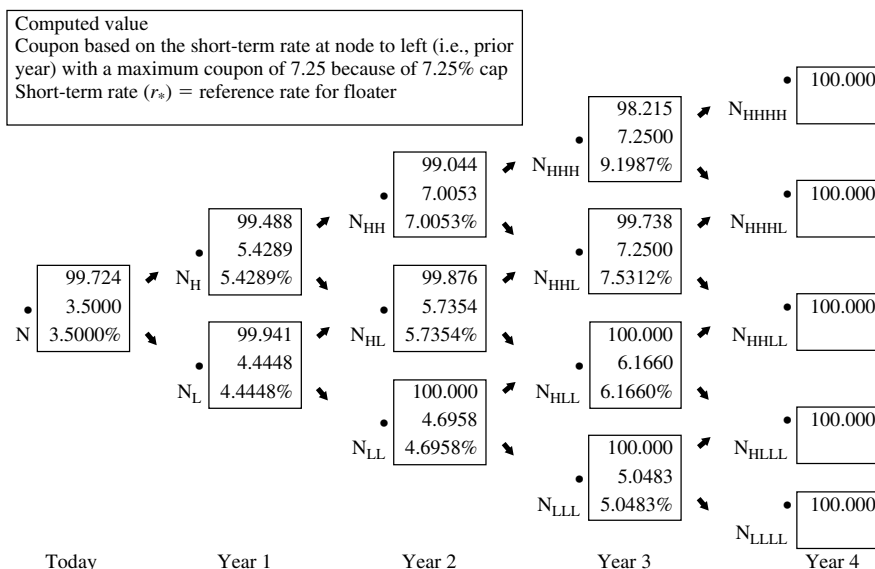 Computed value
Coupon based on the short-term rate at node to left (i.e., prior
year) with a maximum coupon of 7.25 because of 7.25% cap
Short-term rate (r*) = reference rate for floater
N
99.724
3.5000
3.5000%
N_H
99.488
5.4289
5.4289%
N_L
99.941
4.4448
4.4448%
N_HH
99.044
7.0053
7.0053%
N_HL
99.876
5.7354
5.7354%
N_LL
100.000
4.6958
4.6958%
N_HHH
98.215
7.2500
9.1987%
N_HHL
99.738
7.2500
7.5312%
N_HLL
100.000
6.1660
6.1660%
N_LLL
100.000
5.0483
5.0483%
N_HHHH
100.000
N_HHHL
100.000
N_HHLL
100.000
N_HLLL
100.000
N_LLLL
100.000
Today Year 1 Year 2 Year 3 Year 4